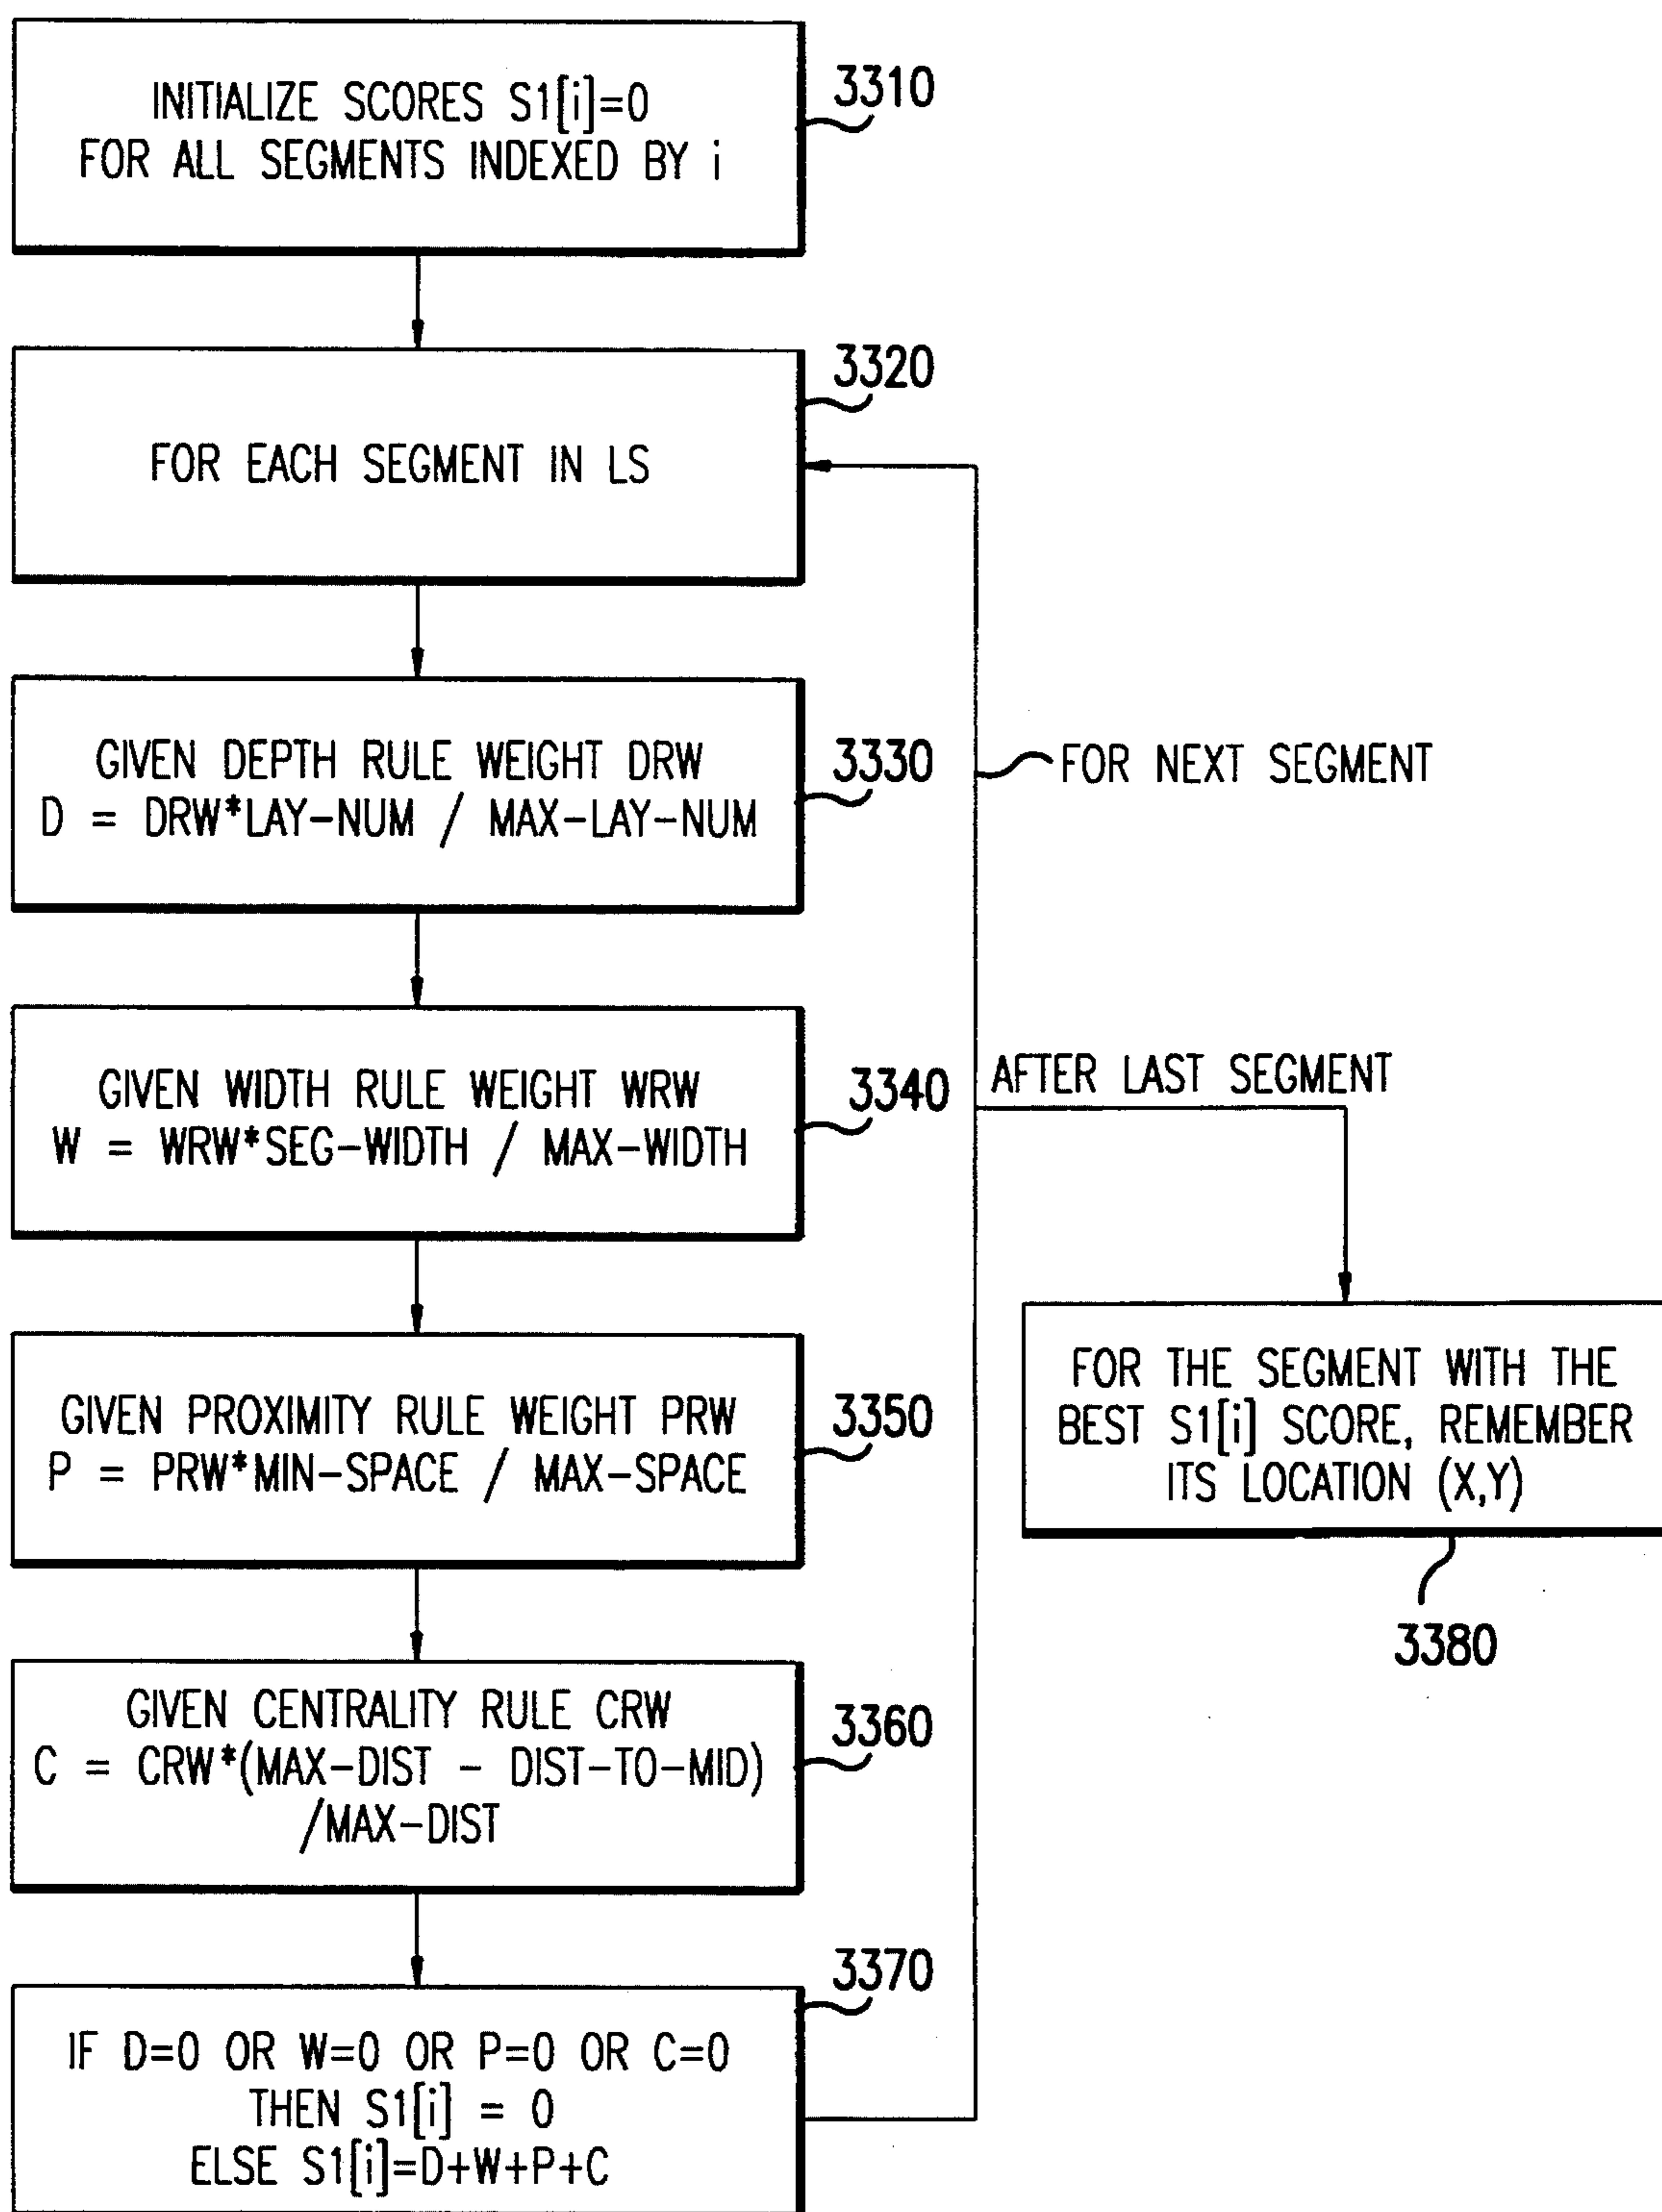 INITIALIZE SCORES S1[i]=0
FOR ALL SEGMENTS INDEXED BY i
3310
3320
FOR EACH SEGMENT IN LS
GIVEN DEPTH RULE WEIGHT DRW
D = DRW*LAY-NUM / MAX-LAY-NUM
3330
FOR NEXT SEGMENT
GIVEN WIDTH RULE WEIGHT WRW
W = WRW*SEG-WIDTH / MAX-WIDTH
3340
AFTER LAST SEGMENT
GIVEN PROXIMITY RULE WEIGHT PRW
P = PRW*MIN-SPACE / MAX-SPACE
3350
FOR THE SEGMENT WITH THE
BEST S1[i] SCORE, REMEMBER
ITS LOCATION (X,Y)
3380
GIVEN CENTRALITY RULE CRW
C = CRW*(MAX-DIST - DIST-TO-MID)
/MAX-DIST
3360
3370
IF D=0 OR W=0 OR P=0 OR C=0
THEN S1[i] = 0
ELSE S1[i]=D+W+P+C